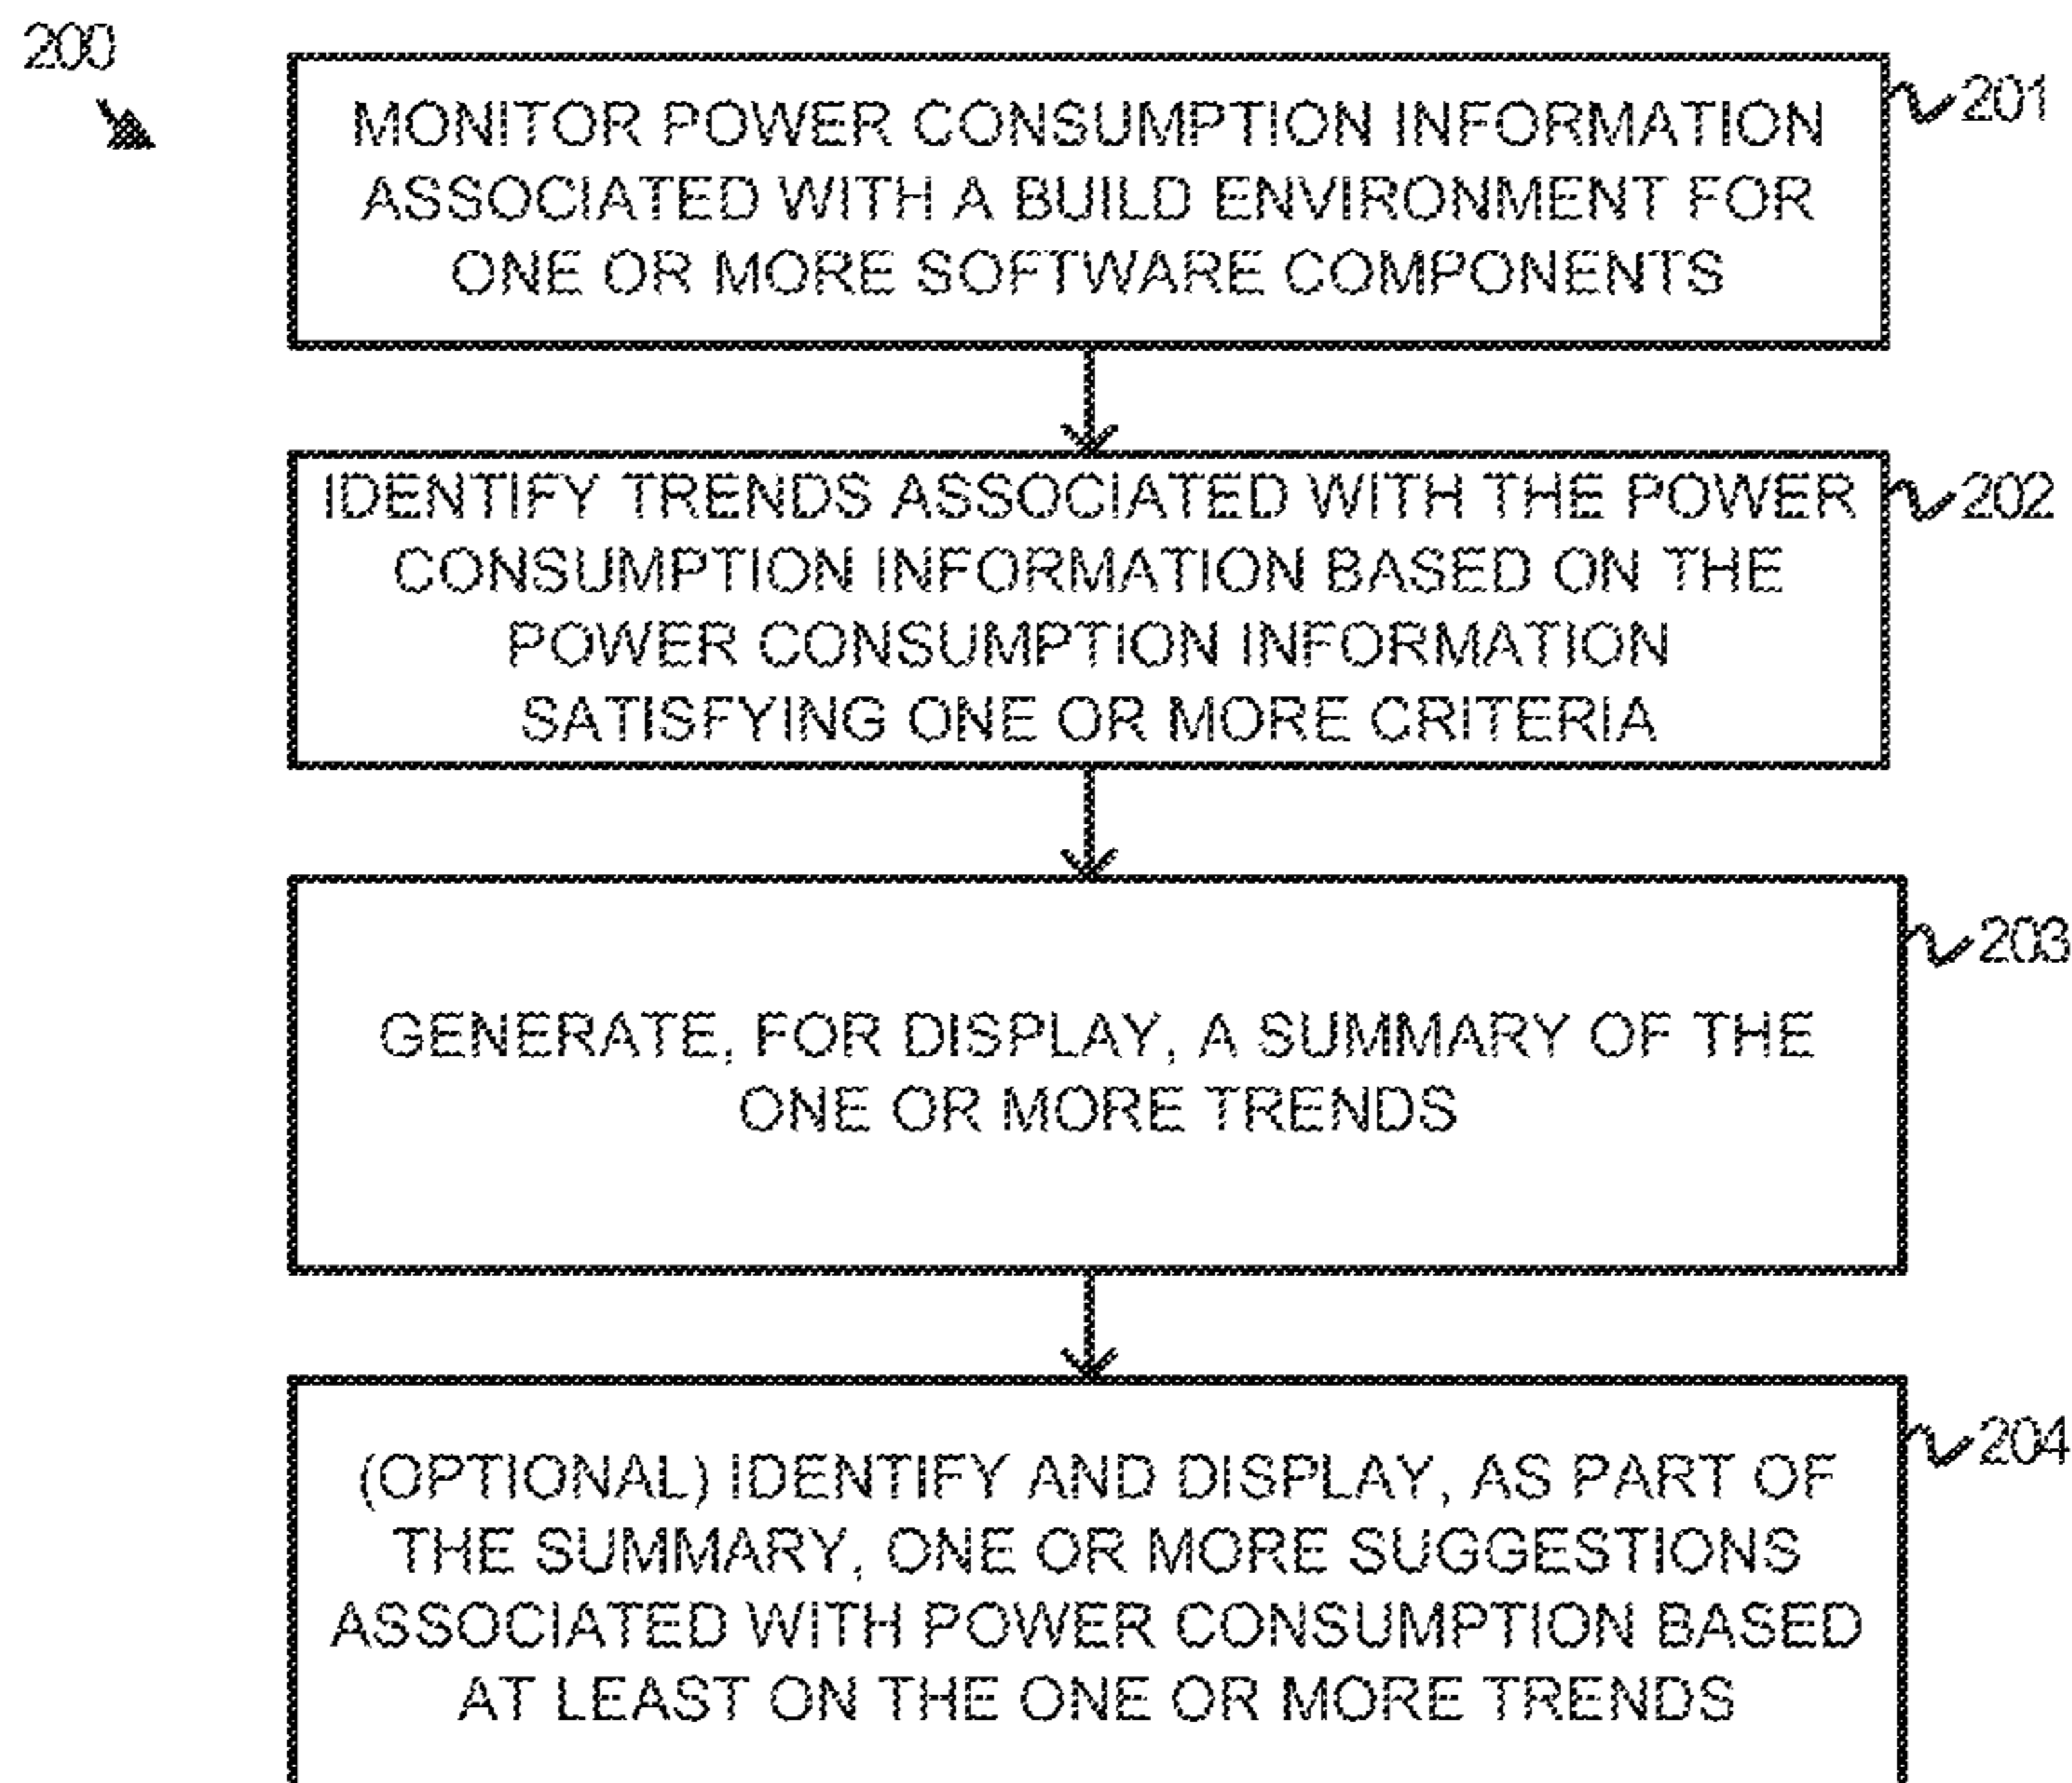 200
MONITOR POWER CONSUMPTION INFORMATION
ASSOCIATED WITH A BUILD ENVIRONMENT FOR
ONE OR MORE SOFTWARE COMPONENTS
201
IDENTIFY TRENDS ASSOCIATED WITH THE POWER
CONSUMPTION INFORMATION BASED ON THE
POWER CONSUMPTION INFORMATION
SATISFYING ONE OR MORE CRITERIA
202
GENERATE, FOR DISPLAY, A SUMMARY OF THE
ONE OR MORE TRENDS
203
(OPTIONAL) IDENTIFY AND DISPLAY, AS PART OF
THE SUMMARY, ONE OR MORE SUGGESTIONS
ASSOCIATED WITH POWER CONSUMPTION BASED
AT LEAST ON THE ONE OR MORE TRENDS
204